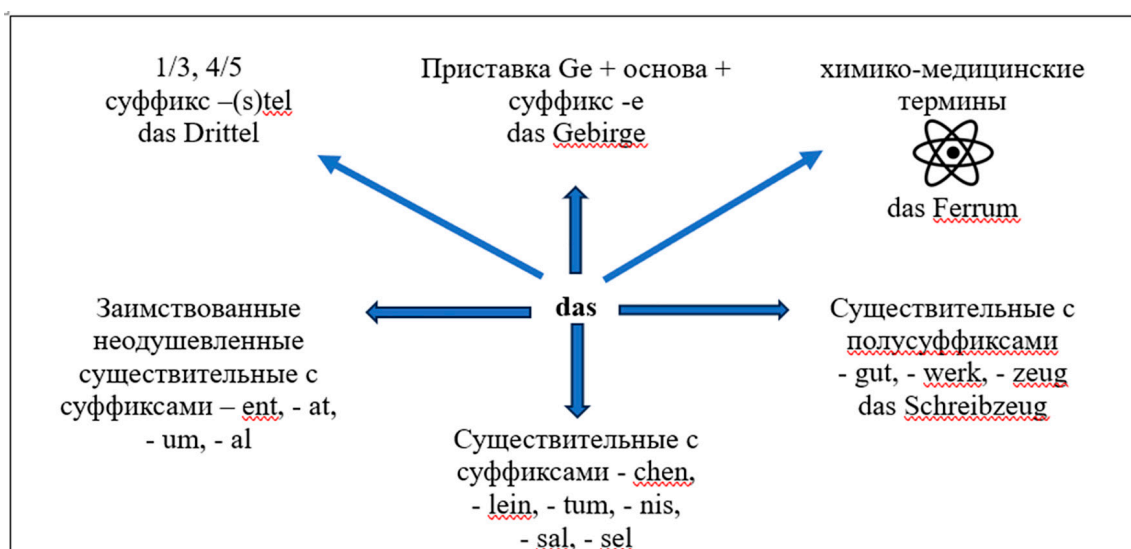 1/3, 4/5
суффикс –(s)tel
das Drittel
Приставка Ge + основа +
суффикс -е
das Gebirge
химико-медицинские
термины
das Ferrum
das
Заимствованные
неодушевленные
существительные с
суффиксами – ent, - at,
- um, - al
Существительные с
суффиксами - chen,
- lein, - tum, - nis,
- sal, - sel
Существительные с
полусуффиксами
- gut, - werk, - zeug
das Schreibzeug